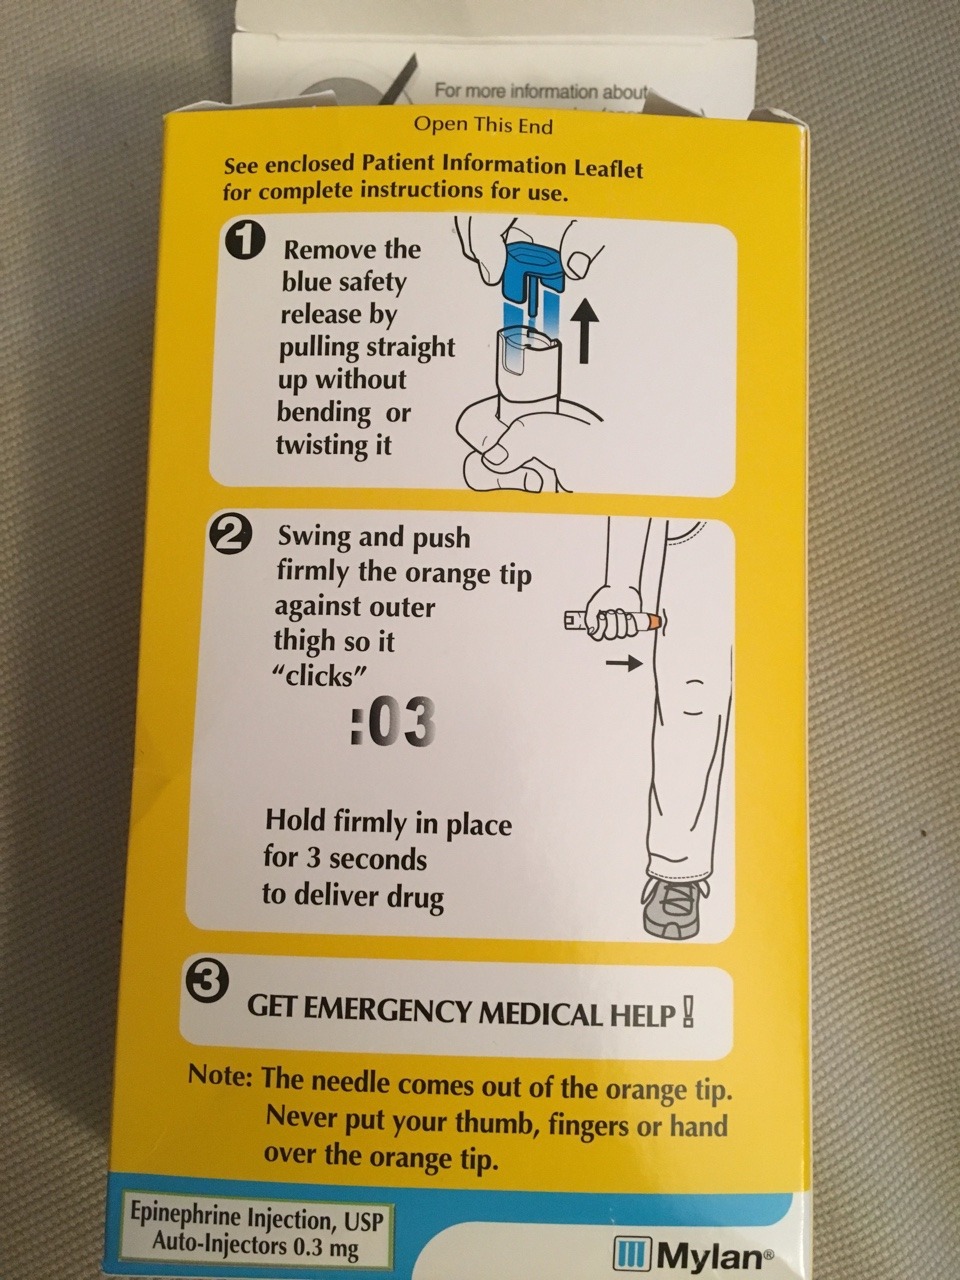 For more information about
Open This End
See enclosed Patient Information Leaflet
for complete instructions for use.
1
Remove the
blue safety
release by
pulling straight
up without
bending or
twisting it
2
Swing and push
firmly the orange tip
against outer
thigh so it
“clicks”
:03
Hold firmly in place
for 3 seconds
to deliver drug
3
GET EMERGENCY MEDICAL HELP!
Note: The needle comes out of the orange tip.
Never put your thumb, fingers or hand
over the orange tip.
Epinephrine Injection, USP
Auto-Injectors 0.3 mg
Mylan®